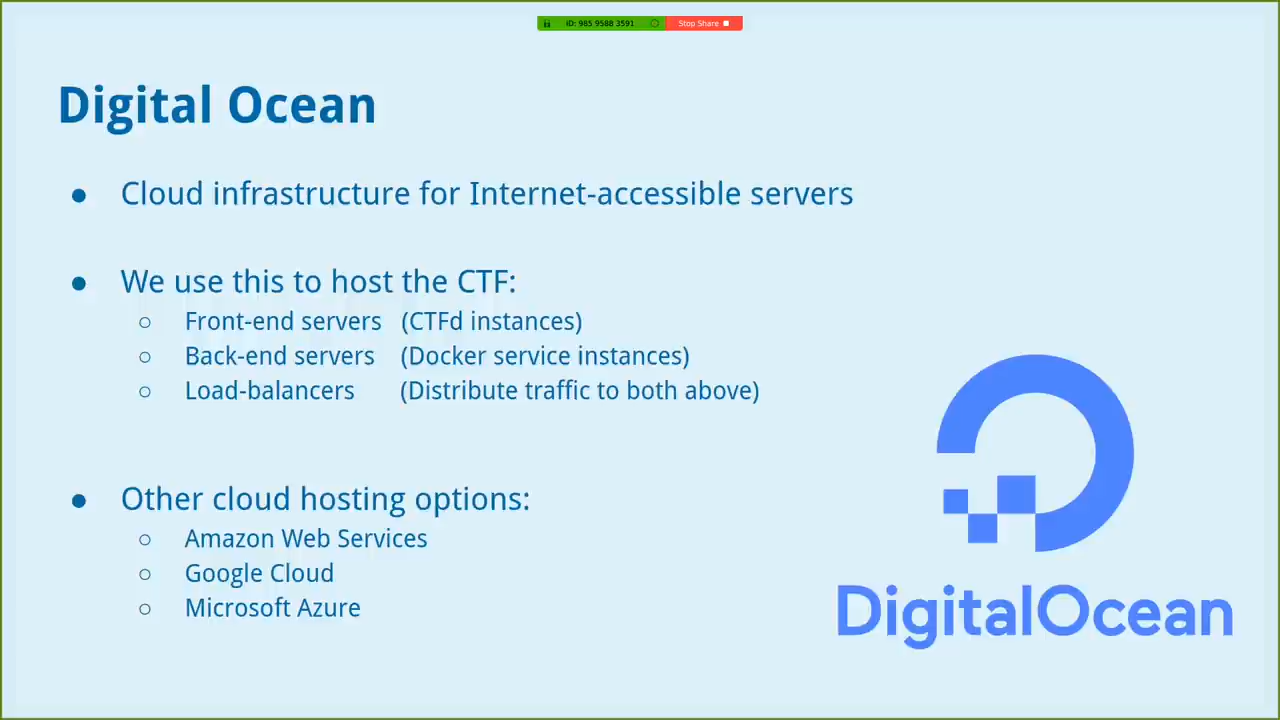 ID: 985 9588 3591 Stop Share
Digital Ocean
● Cloud infrastructure for Internet-accessible servers
● We use this to host the CTF:
○ Front-end servers (CTFd instances)
○ Back-end servers (Docker service instances)
○ Load-balancers (Distribute traffic to both above)
● Other cloud hosting options:
○ Amazon Web Services
○ Google Cloud
○ Microsoft Azure
DigitalOcean